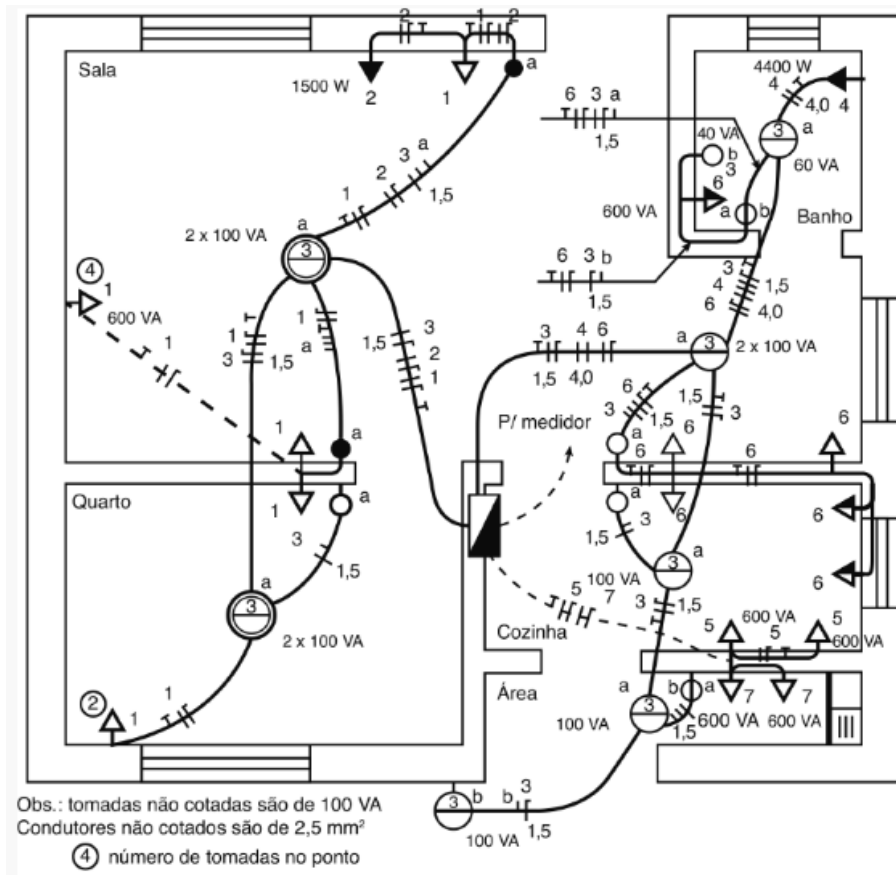 2 1 2
Sala
1500 W
2
1
a
4400 W
4
4,0
4
6 3 a
1,5
40 VA
b
3
3
a
60 VA
6
600 VA
a
b
Banho
1
2
3
a
1,5
a
2 x 100 VA
3
4
1
600 VA
1
6 3 b
1,5
3
4
6
1,5
4,0
1
3
1,5
1
a
1,5
3
2
1
3 4 6
1,5 4,0
a
3
2 x 100 VA
P/ medidor
6
3
1,5
1,5
3
6
6
1
a
a
6
6
Quarto
1
a
a
6
6
3
1,5
1,5
3
a
3
100 VA
6
a
3
2 x 100 VA
5
7
3
1,5
600 VA
5
5
5
600 VA
Cozinha
Área
2
1
1
a
3
b
a
7
7
100 VA
1,5
600 VA
600 VA
3
b
b
3
1,5
100 VA
Obs.: tomadas não cotadas são de 100 VA
Condutores não cotados são de 2,5 mm²
4 número de tomadas no ponto